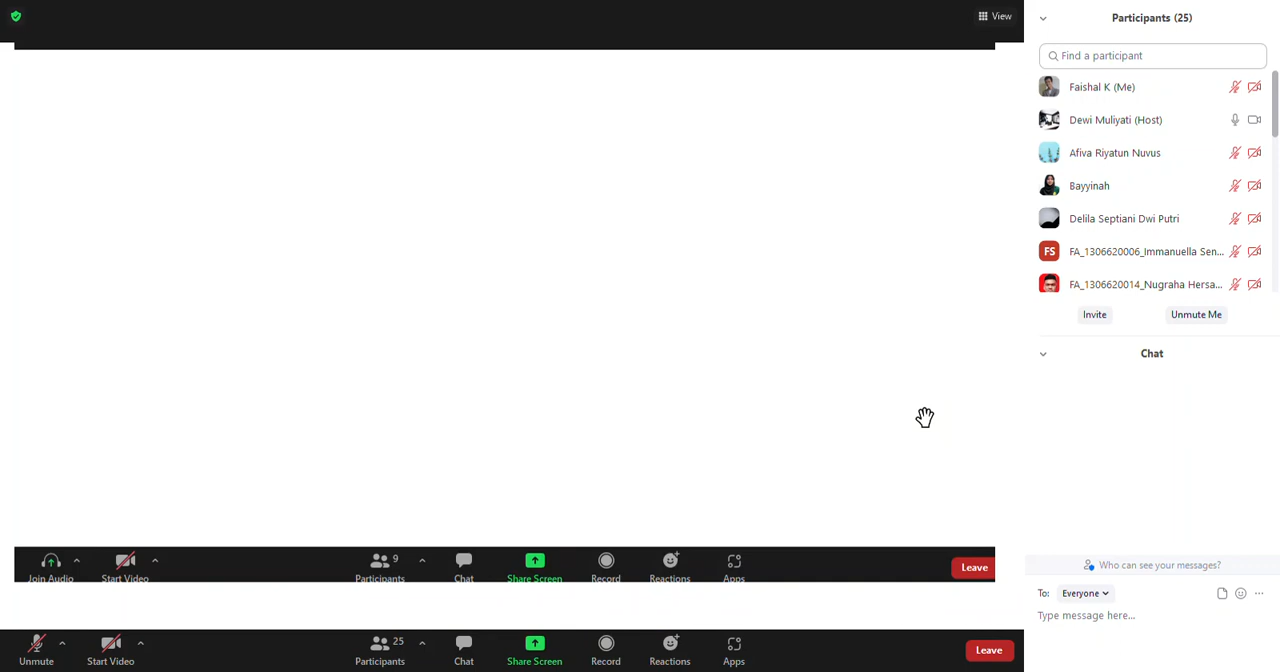 View
Participants (25)
Find a participant
Faishal K (Me)
Dewi Muliyati (Host)
Afiva Riyatun Nuvus
Bayyinah
Delila Septiani Dwi Putri
FS FA_1306620006_Immanuella Sen...
FA_1306620014_Nugraha Hersa...
Invite Unmute Me
Chat
9
Join Audio Start Video Participants Chat Share Screen Record Reactions Apps Leave
Who can see your messages?
To: Everyone
Type message here...
25
Unmute Start Video Participants Chat Share Screen Record Reactions Apps Leave